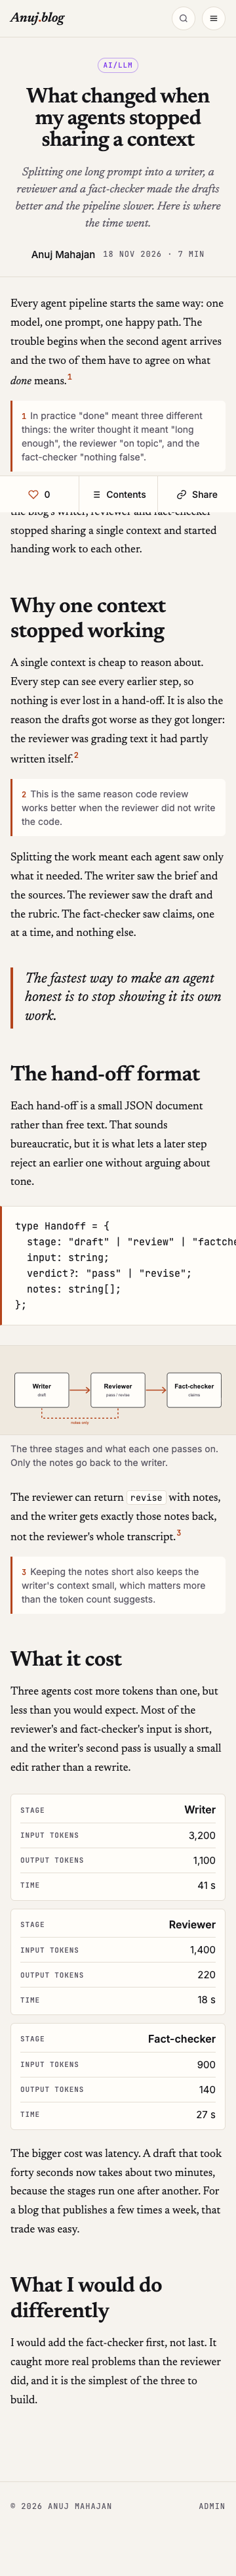 Anuj.blog
AI/LLM
What changed when
my agents stopped
sharing a context
Splitting one long prompt into a writer, a
reviewer and a fact-checker made the drafts
better and the pipeline slower. Here is where
the time went.
Anuj Mahajan 18 NOV 2026 · 7 MIN
Every agent pipeline starts the same way: one
model, one prompt, one happy path. The
trouble begins when the second agent arrives
and the two of them have to agree on what
done means.1
1 In practice "done" meant three different
things: the writer thought it meant "long
enough", the reviewer "on topic", and the
fact-checker "nothing false".
0 Contents Share
the blog's writer, reviewer and fact-checker
stopped sharing a single context and started
handing work to each other.
Why one context
stopped working
A single context is cheap to reason about.
Every step can see every earlier step, so
nothing is ever lost in a hand-off. It is also the
reason the drafts got worse as they got longer:
the reviewer was grading text it had partly
written itself.2
2 This is the same reason code review
works better when the reviewer did not write
the code.
Splitting the work meant each agent saw only
what it needed. The writer saw the brief and
the sources. The reviewer saw the draft and
the rubric. The fact-checker saw claims, one
at a time, and nothing else.
The fastest way to make an agent
honest is to stop showing it its own
work.
The hand-off format
Each hand-off is a small JSON document
rather than free text. That sounds
bureaucratic, but it is what lets a later step
reject an earlier one without arguing about
tone.
type Handoff = {
stage: "draft" | "review" | "factche
input: string;
verdict?: "pass" | "revise";
notes: string[];
};
Writer Reviewer Fact-checker
draft pass / revise claims
notes only
The three stages and what each one passes on.
Only the notes go back to the writer.
The reviewer can return revise with notes,
and the writer gets exactly those notes back,
not the reviewer's whole transcript.3
3 Keeping the notes short also keeps the
writer's context small, which matters more
than the token count suggests.
What it cost
Three agents cost more tokens than one, but
less than you would expect. Most of the
reviewer's and fact-checker's input is short,
and the writer's second pass is usually a small
edit rather than a rewrite.
STAGE Writer
INPUT TOKENS 3,200
OUTPUT TOKENS 1,100
TIME 41 s
STAGE Reviewer
INPUT TOKENS 1,400
OUTPUT TOKENS 220
TIME 18 s
STAGE Fact-checker
INPUT TOKENS 900
OUTPUT TOKENS 140
TIME 27 s
The bigger cost was latency. A draft that took
forty seconds now takes about two minutes,
because the stages run one after another. For
a blog that publishes a few times a week, that
trade was easy.
What I would do
differently
I would add the fact-checker first, not last. It
caught more real problems than the reviewer
did, and it is the simplest of the three to
build.
© 2026 ANUJ MAHAJAN ADMIN